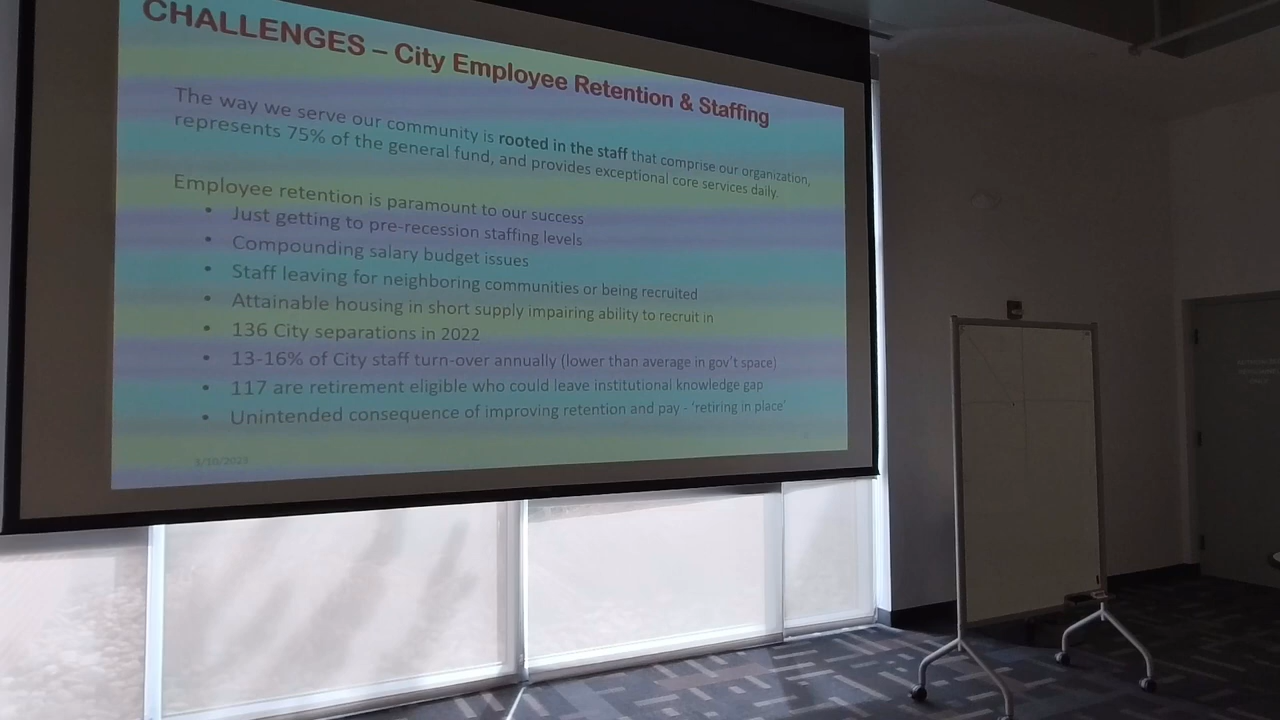 CHALLENGES – City Employee Retention & Staffing
The way we serve our community is rooted in the staff that comprise our organization,
represents 75% of the general fund, and provides exceptional core services daily.
Employee retention is paramount to our success
• Just getting to pre-recession staffing levels
• Compounding salary budget issues
• Staff leaving for neighboring communities or being recruited
• Attainable housing in short supply impairing ability to recruit in
• 136 City separations in 2022
• 13-16% of City staff turn-over annually (lower than average in gov't space)
• 117 are retirement eligible who could leave institutional knowledge gap
• Unintended consequence of improving retention and pay - 'retiring in place'